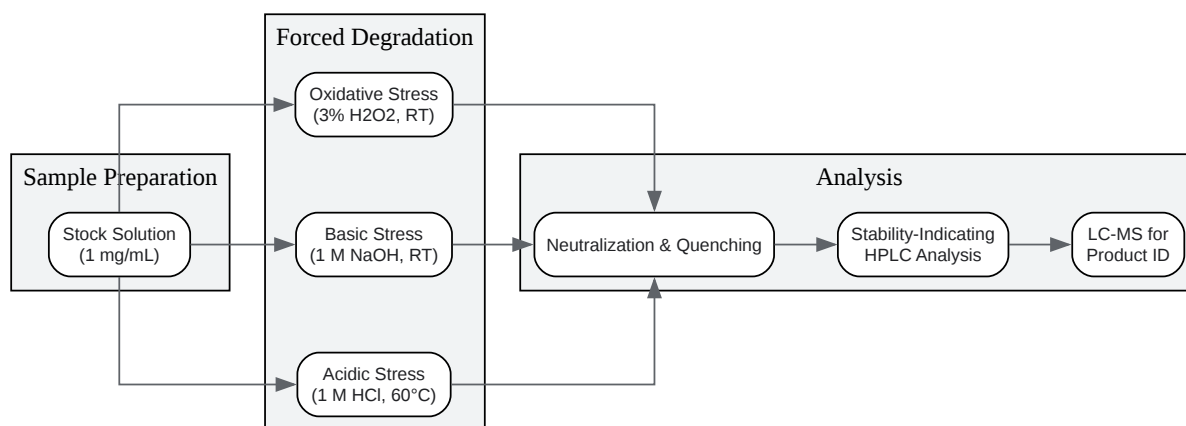 Forced Degradation
Oxidative Stress
(3% H2O2, RT)
Sample Preparation
Stock Solution
(1 mg/mL)
Basic Stress
(1 M NaOH, RT)
Acidic Stress
(1 M HCl, 60°C)
Analysis
Neutralization & Quenching
Stability-Indicating
HPLC Analysis
LC-MS for
Product ID